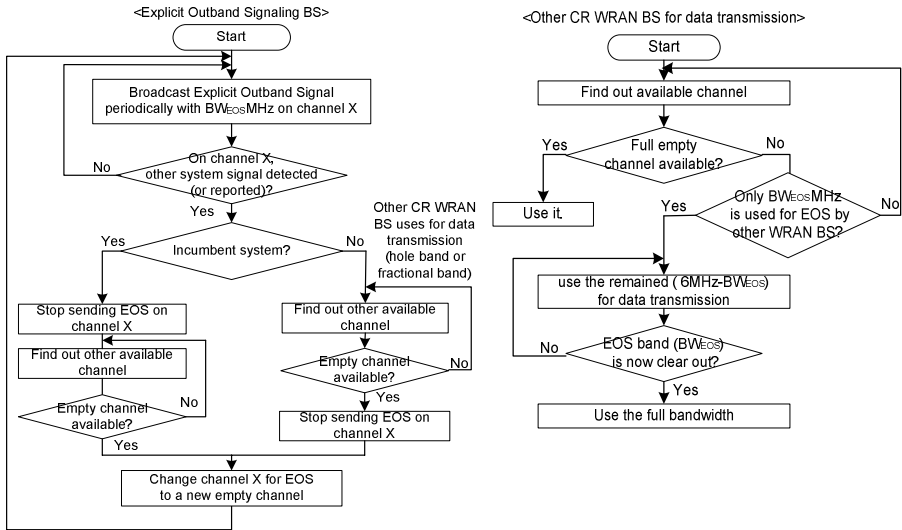 <Explicit Outband Signaling BS>
Start
Broadcast Explicit Outband Signal
periodically with BWEOSMHz on channel X
On channel X,
other system signal detected
(or reported)?
No
Yes
Incumbent system?
Yes
No
Other CR WRAN
BS uses for data
transmission
(hole band or
fractional band)
Stop sending EOS on
channel X
Find out other available
channel
Empty channel
available?
No
Yes
Find out other available
channel
Empty channel
available?
No
Yes
Stop sending EOS on
channel X
Change channel X for EOS
to a new empty channel
<Other CR WRAN BS for data transmission>
Start
Find out available channel
Full empty
channel available?
Yes
No
Use it.
Only BWEOSMHz
is used for EOS by
other WRAN BS?
Yes
No
use the remained ( 6MHz-BWEOS)
for data transmission
EOS band (BWEOS)
is now clear out?
No
Yes
Use the full bandwidth